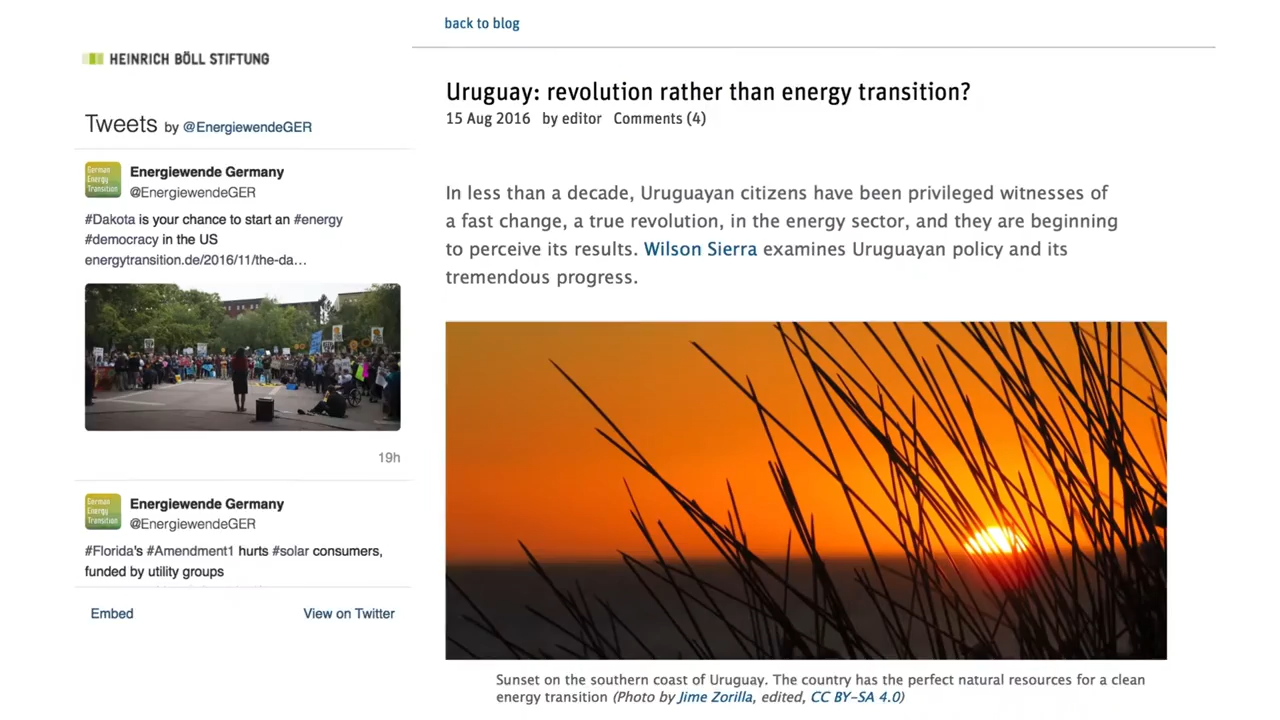 back to blog
HEINRICH BÖLL STIFTUNG
Tweets by @EnergiewendeGER
German
Energy
Transition
Energiewende Germany
@EnergiewendeGER
#Dakota is your chance to start an #energy
#democracy in the US
energytransition.de/2016/11/the-da…
19h
German
Energy
Transition
Energiewende Germany
@EnergiewendeGER
#Florida's #Amendment1 hurts #solar consumers,
funded by utility groups
Embed
View on Twitter
Uruguay: revolution rather than energy transition?
15 Aug 2016 by editor Comments (4)
In less than a decade, Uruguayan citizens have been privileged witnesses of
a fast change, a true revolution, in the energy sector, and they are beginning
to perceive its results. Wilson Sierra examines Uruguayan policy and its
tremendous progress.
Sunset on the southern coast of Uruguay. The country has the perfect natural resources for a clean
energy transition (Photo by Jime Zorilla, edited, CC BY-SA 4.0)